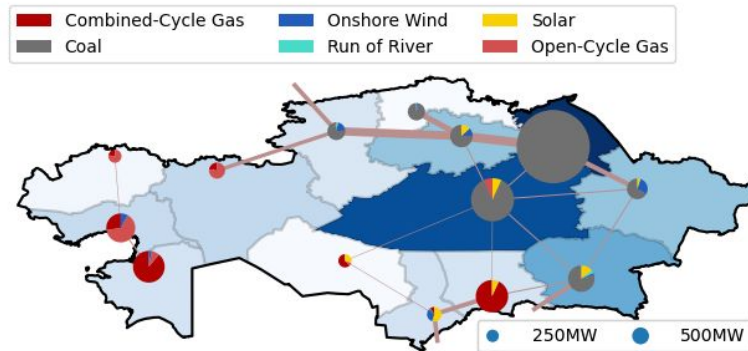 Combined-Cycle Gas Onshore Wind Solar
Coal Run of River Open-Cycle Gas
250MW 500MW